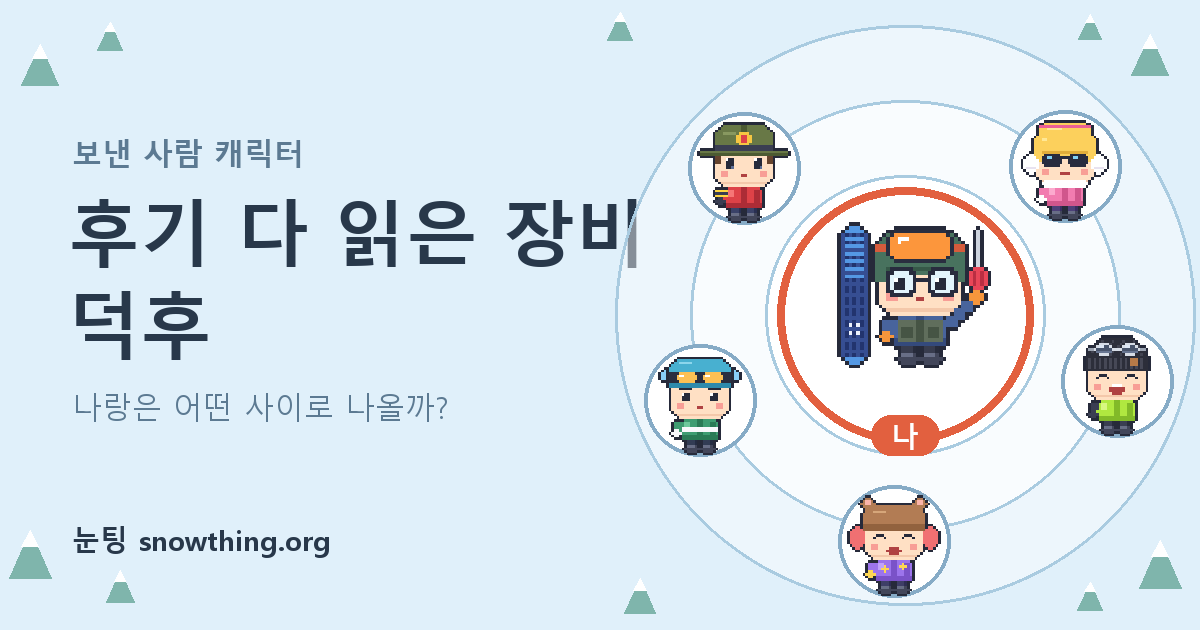 보낸 사람 캐릭터
후기 다 읽은 장비
덕후
나랑은 어떤 사이로 나올까?
나
눈팅 snowthing.org